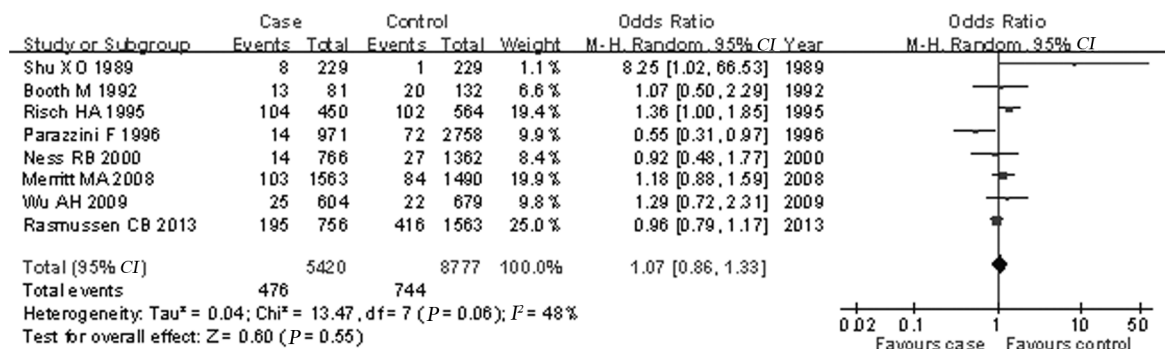 Case Control Odds Ratio Odds Ratio
Study or Subgroup Events Total Events Total Weight M-H. Random. 95% CI Year M-H. Random. 95% CI
Shu XO 1989 8 229 1 229 1.1% 8.25 [1.02, 66.53] 1989
Booth M 1992 13 81 20 132 6.6% 1.07 [0.50, 2.29] 1992
Risch HA 1995 104 450 102 564 19.4% 1.36 [1.00, 1.85] 1995
Parazzini F 1996 14 971 72 2758 9.9% 0.55 [0.31, 0.97] 1996
Ness RB 2000 14 766 27 1362 8.4% 0.92 [0.48, 1.77] 2000
Merritt MA 2008 103 1563 84 1490 19.9% 1.18 [0.88, 1.59] 2008
Wu AH 2009 25 604 22 679 9.8% 1.29 [0.72, 2.31] 2009
Rasmussen CB 2013 195 756 416 1563 25.0% 0.96 [0.79, 1.17] 2013
Total (95% CI) 5420 8777 100.0% 1.07 [0.86, 1.33]
Total events 476 744
Heterogeneity: Tau² = 0.04; Chi² = 13.47, df = 7 (P = 0.06); I² = 48%
Test for overall effect: Z = 0.60 (P = 0.55)
0.02 0.1 1 10 50
Favours case Favours control